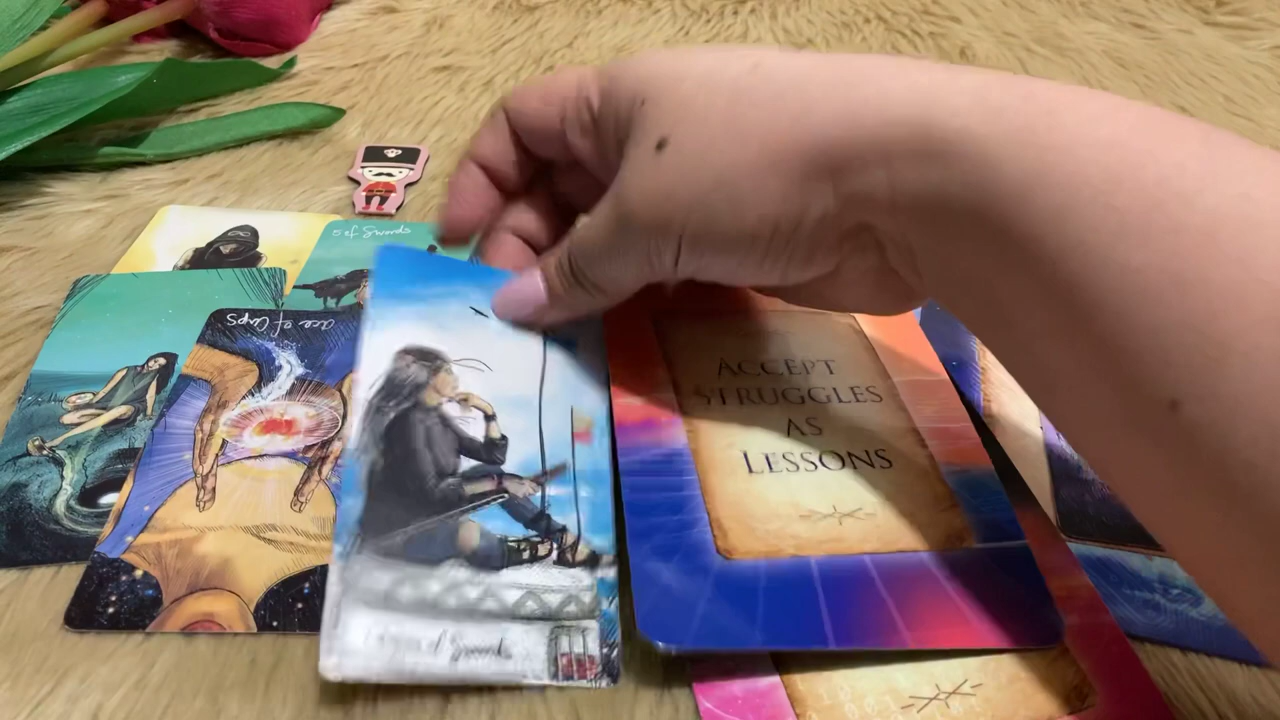 5 of Swords
ace of Cups
ACCEPT
STRUGGLES
AS
LESSONS